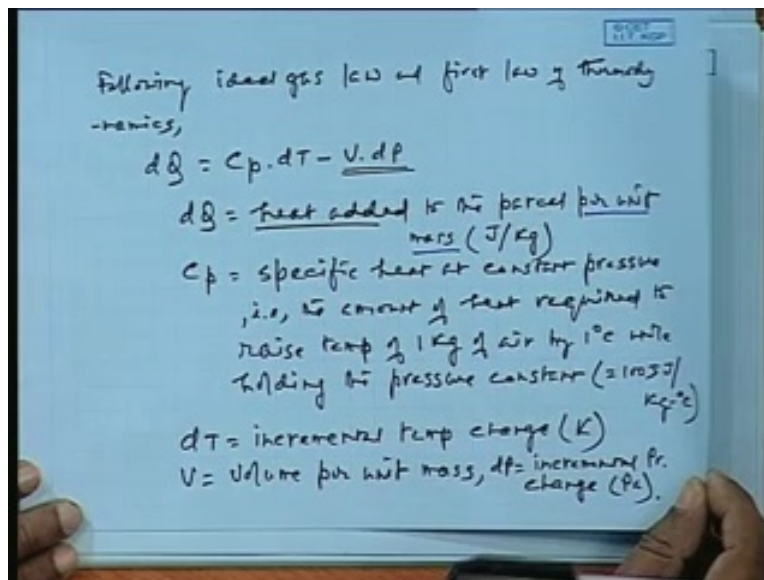 © CET
I.I.T. KGP
Following ideal gas law and first law of thermody
-namics,
dQ = Cp. dT - V. dP
dQ = heat added to the parcel per unit
mass (J/kg)
Cp = specific heat at constant pressure
, i.e., the amount of heat required to
raise temp of 1 kg of air by 1°C while
holding the pressure constant (= 1005 J/
kg-°C)
dT = incremental temp change (K)
V = Volume per unit mass, dP = incremental Pr.
change (Pa).